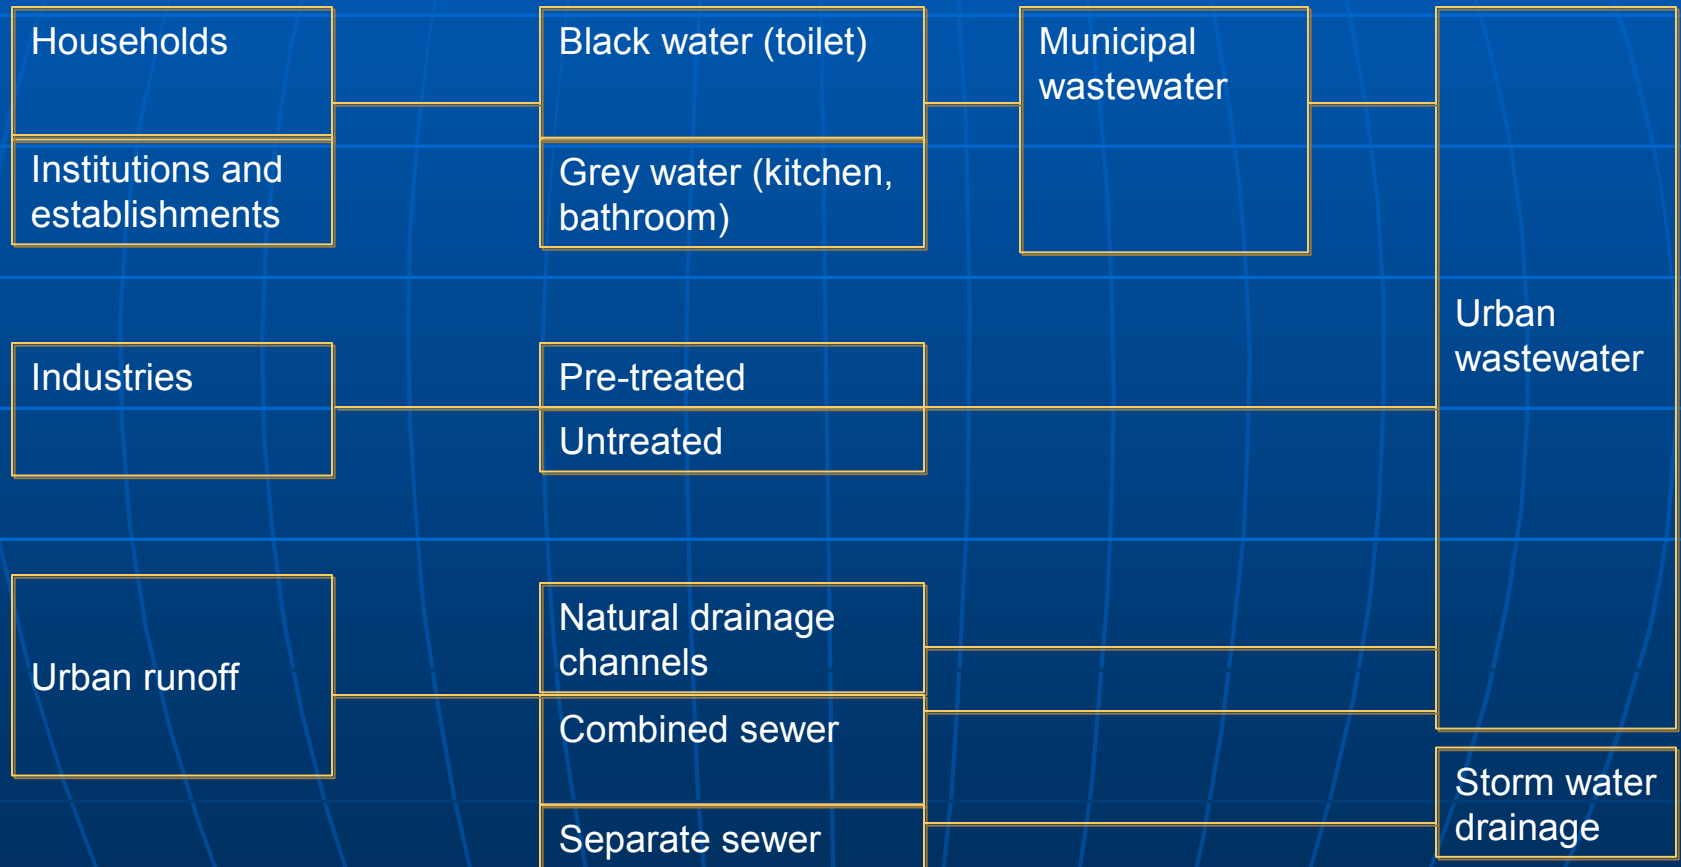 Households
Black water (toilet)
Municipal
wastewater
Institutions and
establishments
Grey water (kitchen,
bathroom)
Urban
wastewater
Industries
Pre-treated
Untreated
Urban runoff
Natural drainage
channels
Combined sewer
Separate sewer
Storm water
drainage